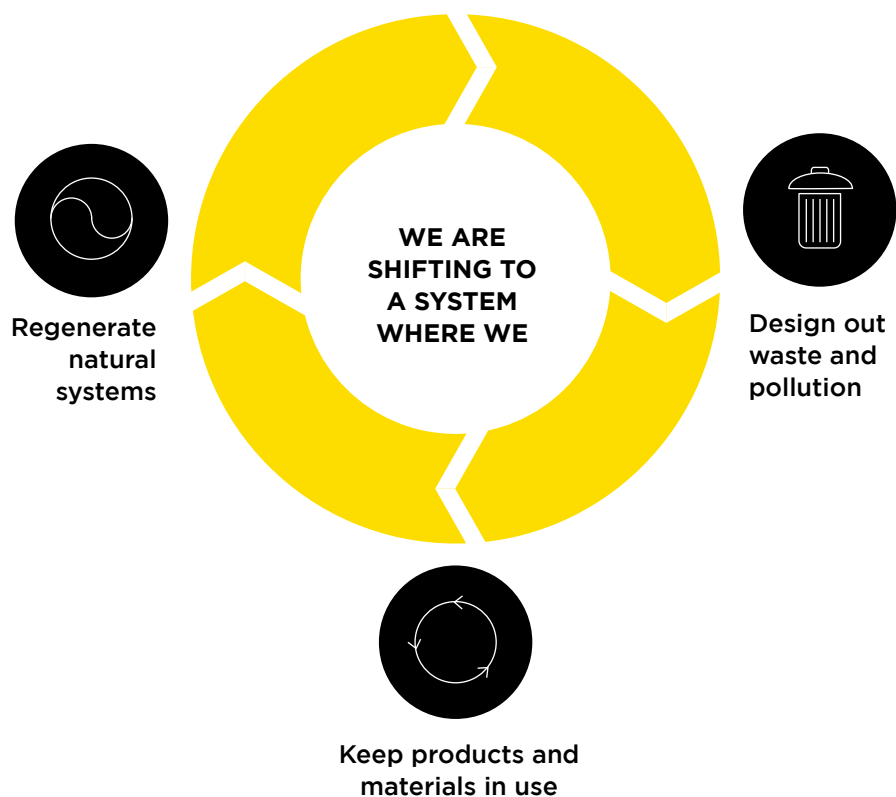 WE ARE
SHIFTING TO
A SYSTEM
WHERE WE
Design out
waste and
pollution
Keep products and
materials in use
Regenerate
natural
systems